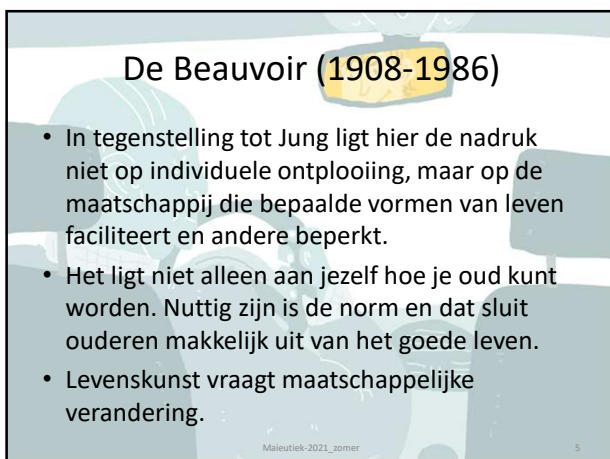 De Beauvoir (1908-1986)
• In tegenstelling tot Jung ligt hier de nadruk
niet op individuele ontplooiing, maar op de
maatschappij die bepaalde vormen van leven
faciliteert en andere beperkt.
• Het ligt niet alleen aan jezelf hoe je oud kunt
worden. Nuttig zijn is de norm en dat sluit
ouderen makkelijk uit van het goede leven.
• Levenskunst vraagt maatschappelijke
verandering.
Maieutiek-2021_zomer
5